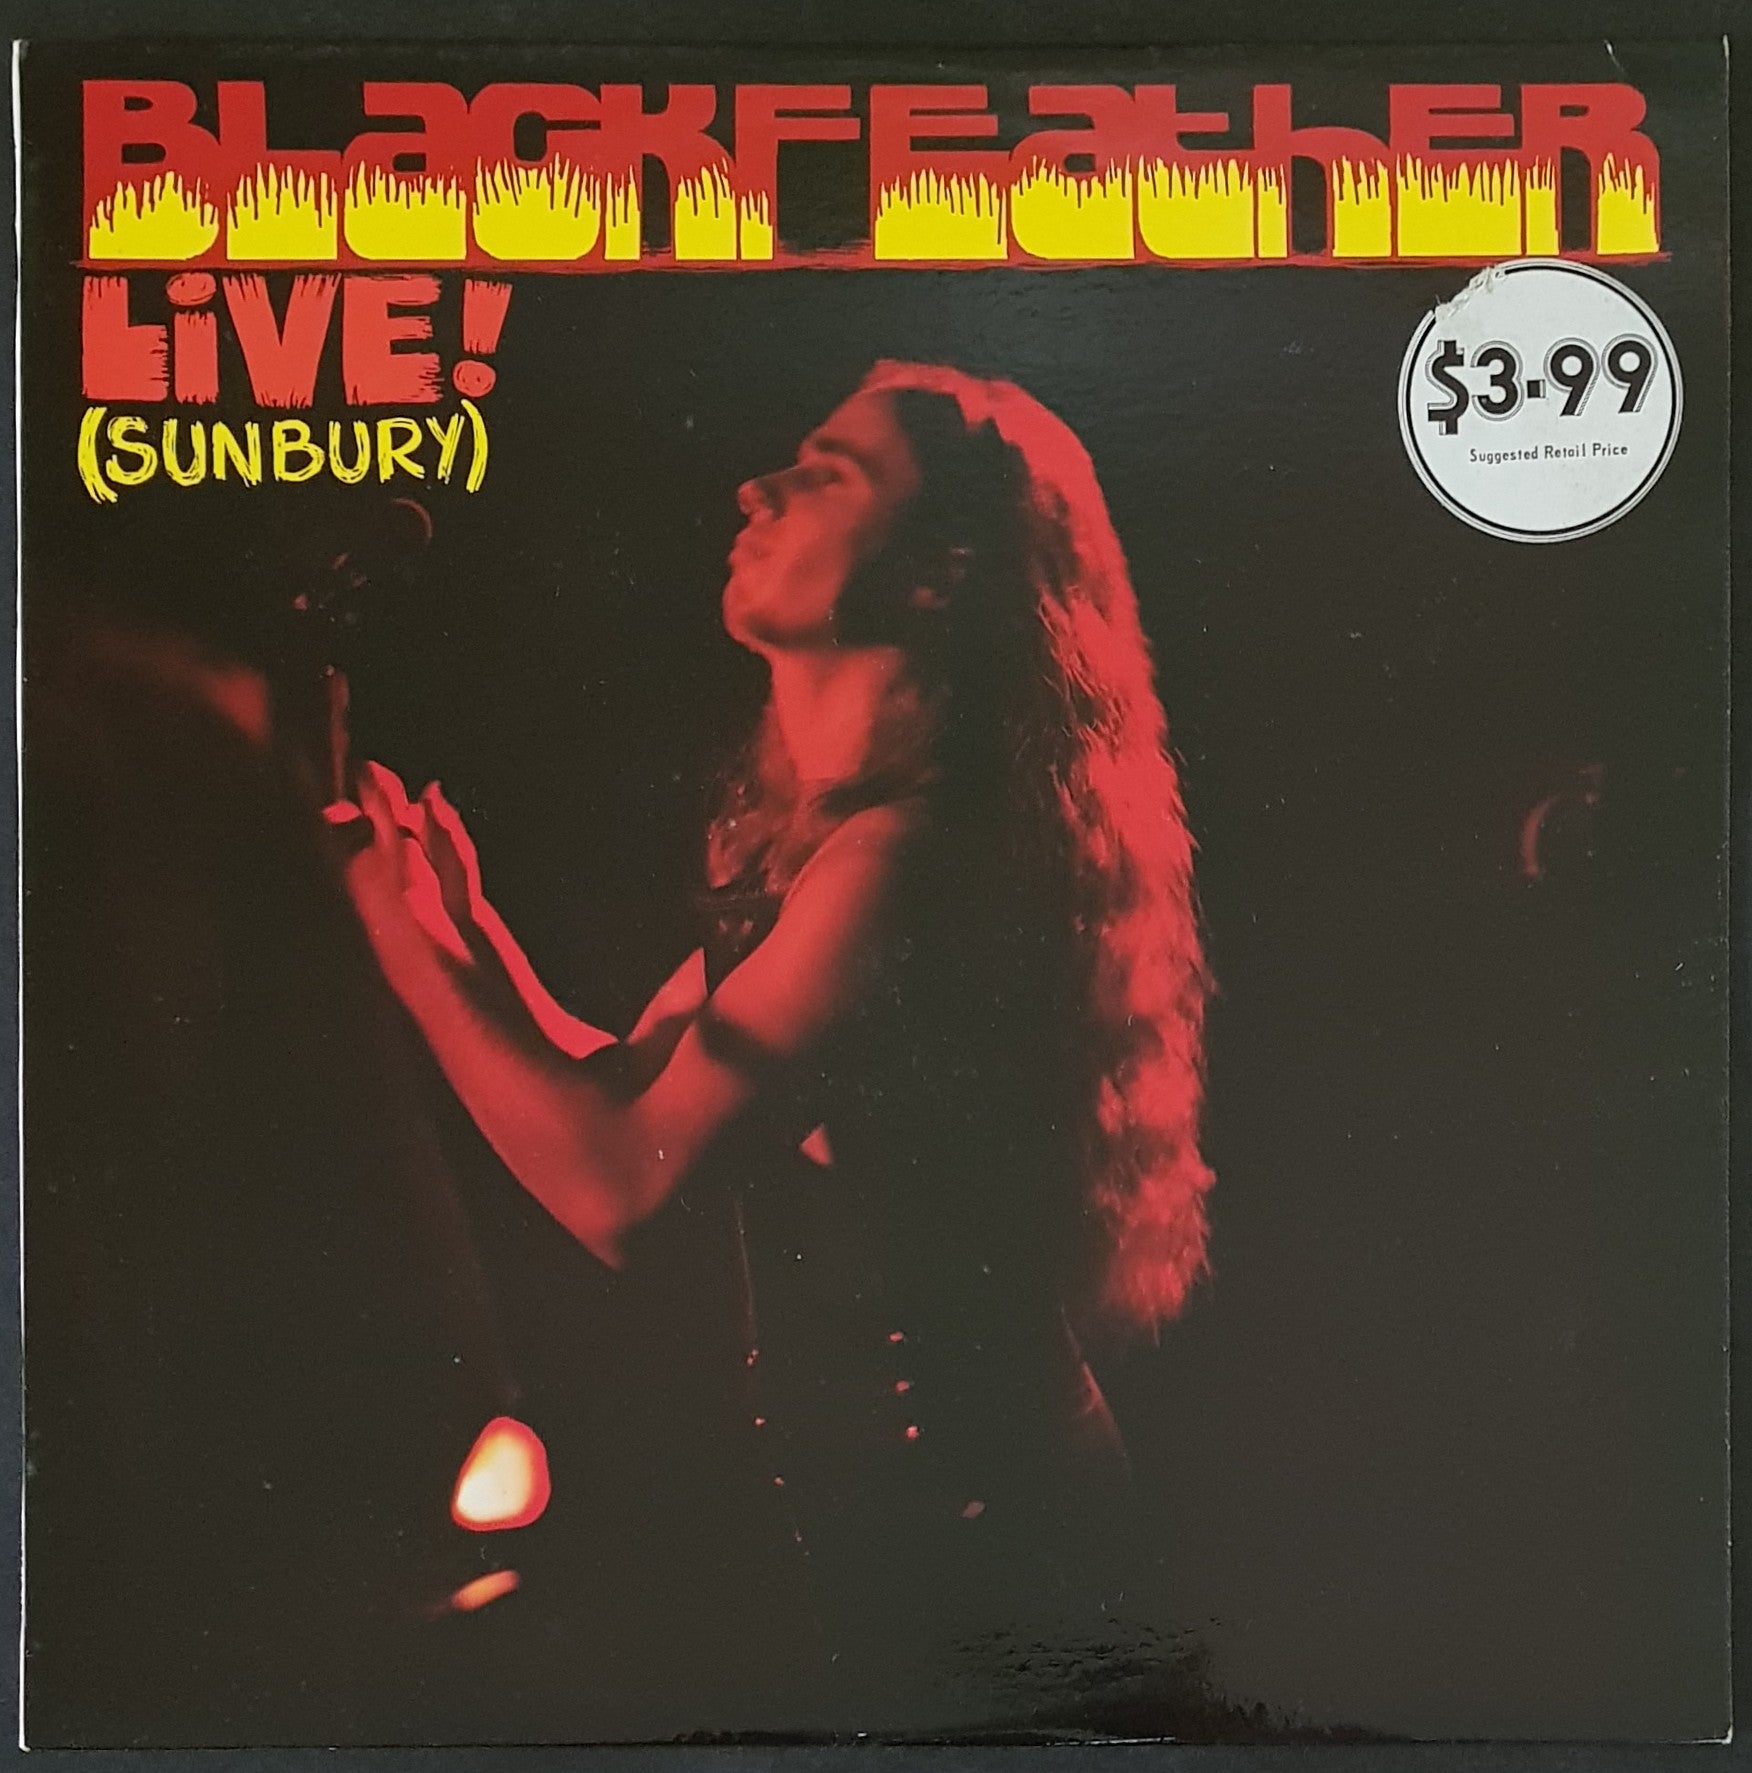 BLacKFEatHER
LiVE!
(SUNBURY)
$3·99
Suggested Retail Price